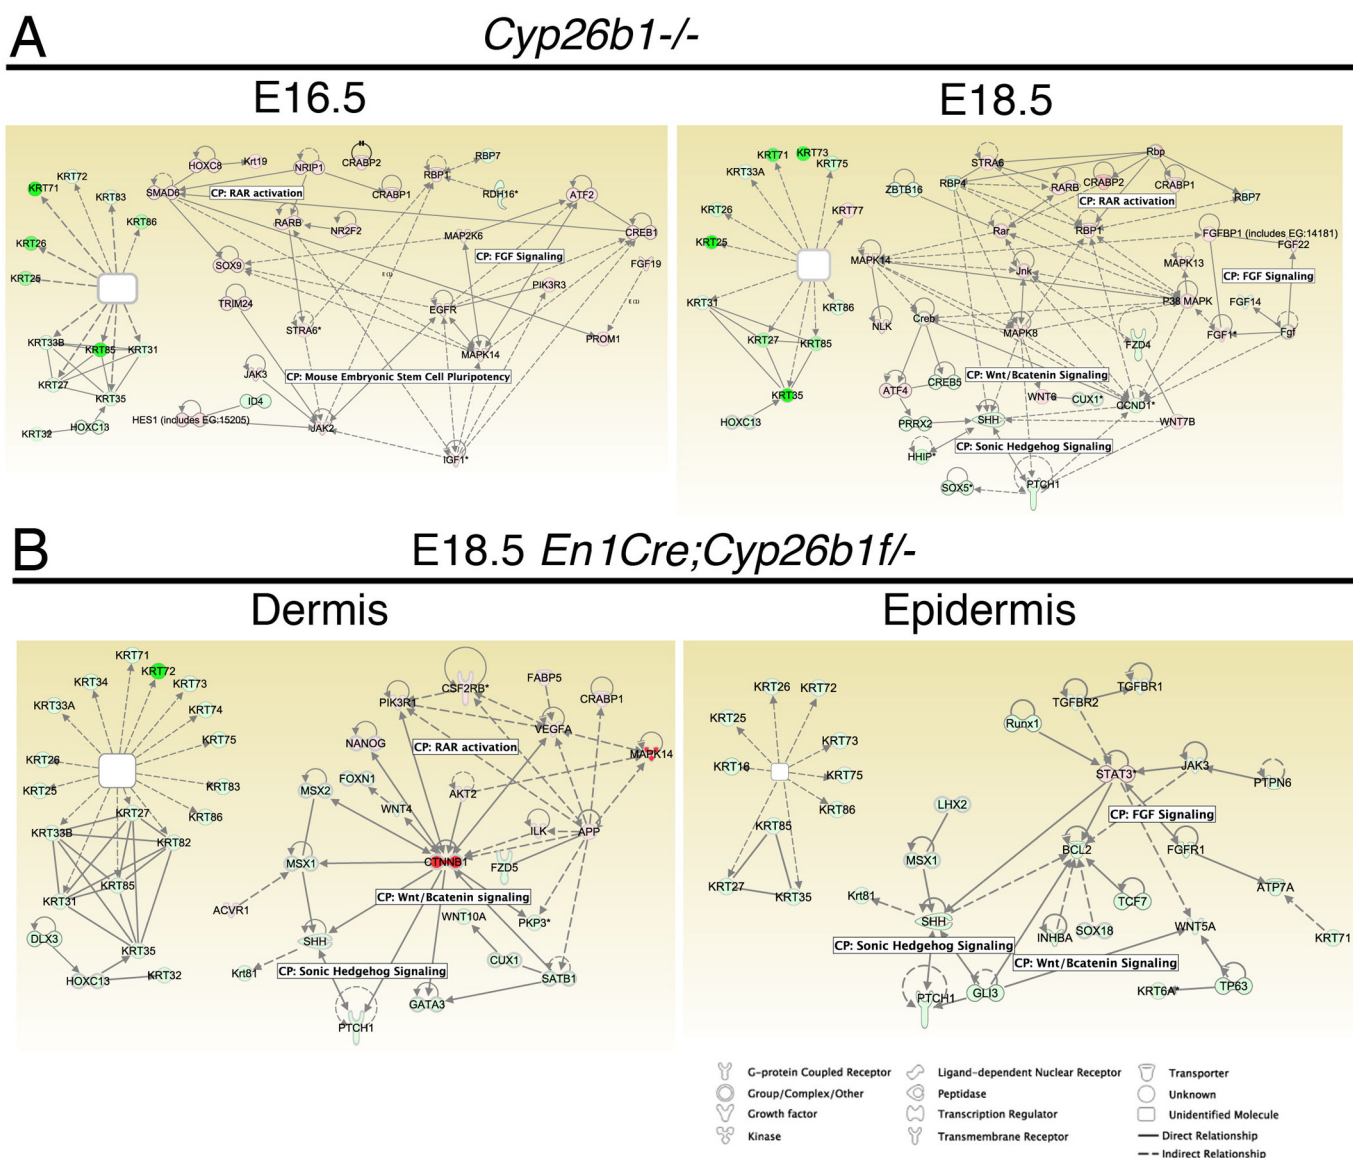 A
Cyp26b1-/-
E16.5
E18.5
HOXC8
Krt19
NRIP1
CRABP2
RBP7
KRT72
KRT71
KRT83
SMAD6
CP: RAR activation
CRABP1
RBP1
RDH16*
ATF2
KRT86
RARB
NR2F2
MAP2K6
CREB1
KRT26
CP: FGF Signaling
SOX9
FGF19
KRT25
PIK3R3
TRIM24
EGFR
STRA6*
PROM1
KRT33B
KRT85
KRT31
MAPK14
JAK3
CP: Mouse Embryonic Stem Cell Pluripotency
KRT27
KRT35
ID4
HES1 (includes EG:15205)
JAK2
KRT32
HOXC13
IGF1*
KRT71
KRT73
KRT75
Rbp
STRA6
KRT33A
ZBTB16
RBP4
RARB
CRABP2
CRABP1
RBP7
CP: RAR activation
KRT26
KRT77
Rar
RBP1
FGFBP1 (includes EG:14181)
KRT25
FGF22
MAPK14
MAPK13
Jnk
CP: FGF Signaling
KRT31
KRT86
P38 MAPK
FGF14
Creb
NLK
MAPK8
FGF1*
Fgf
KRT27
KRT85
FZD4
CP: Wnt/Bcatenin Signaling
ATF4
CREB5
KRT35
WNT6
CUX1*
CCND1*
HOXC13
PRRX2
SHH
WNT7B
CP: Sonic Hedgehog Signaling
HHIP*
SOX5*
PTCH1
B
E18.5 En1Cre;Cyp26b1f/-
Dermis
Epidermis
KRT71
KRT72
KRT34
KRT73
KRT33A
KRT74
KRT75
KRT26
KRT25
KRT83
KRT27
KRT86
KRT33B
KRT82
KRT85
KRT31
DLX3
KRT35
HOXC13
KRT32
CSF2RB*
FABP5
PIK3R1
CRABP1
VEGFA
NANOG
CP: RAR activation
MAPK14
FOXN1
MSX2
AKT2
WNT4
ILK
APP
MSX1
CTNNB1
FZD5
CP: Wnt/Bcatenin signaling
ACVR1
WNT10A
PKP3*
SHH
Krt81
CP: Sonic Hedgehog Signaling
CUX1
SATB1
GATA3
PTCH1
KRT26
KRT72
TGFBR1
TGFBR2
KRT25
Runx1
KRT73
KRT16
KRT75
STAT3*
JAK3
PTPN6
KRT86
LHX2
CP: FGF Signaling
KRT85
BCL2
FGFR1
MSX1
KRT27
KRT35
Krt81
ATP7A
TCF7
SHH
WNT5A
INHBA
SOX18
KRT71
CP: Sonic Hedgehog Signaling
CP: Wnt/Bcatenin Signaling
PTCH1
GLI3
KRT6A*
TP63
G-protein Coupled Receptor
Group/Complex/Other
Growth factor
Kinase
Ligand-dependent Nuclear Receptor
Peptidase
Transcription Regulator
Transmembrane Receptor
Transporter
Unknown
Unidentified Molecule
Direct Relationship
Indirect Relationship